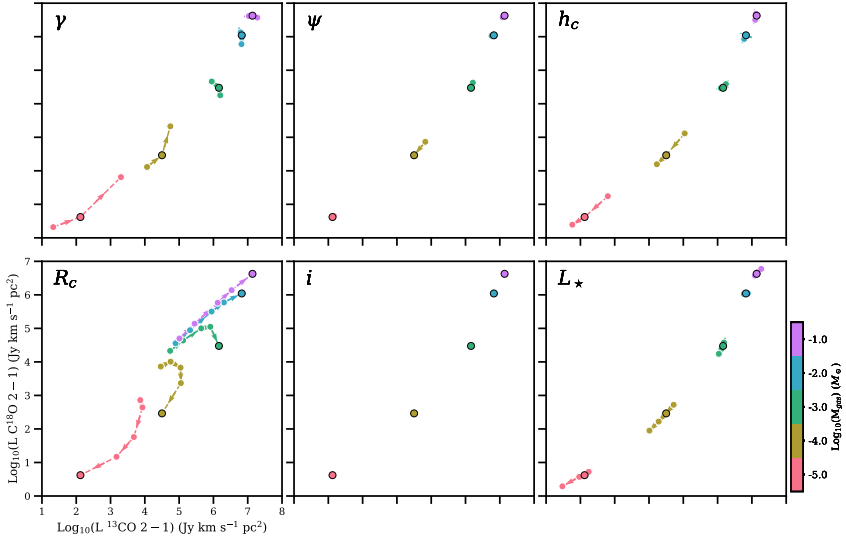 γ
ψ
h_c
R_c
i
L_⋆
7
6
5
4
3
2
1
0
1 2 3 4 5 6 7 8
Log₁₀(L C¹⁸O 2 − 1) (Jy km s⁻¹ pc²)
Log₁₀(L ¹³CO 2 − 1) (Jy km s⁻¹ pc²)
-1.0
-2.0
-3.0
-4.0
-5.0
Log₁₀(M_gas) (M_⊙)